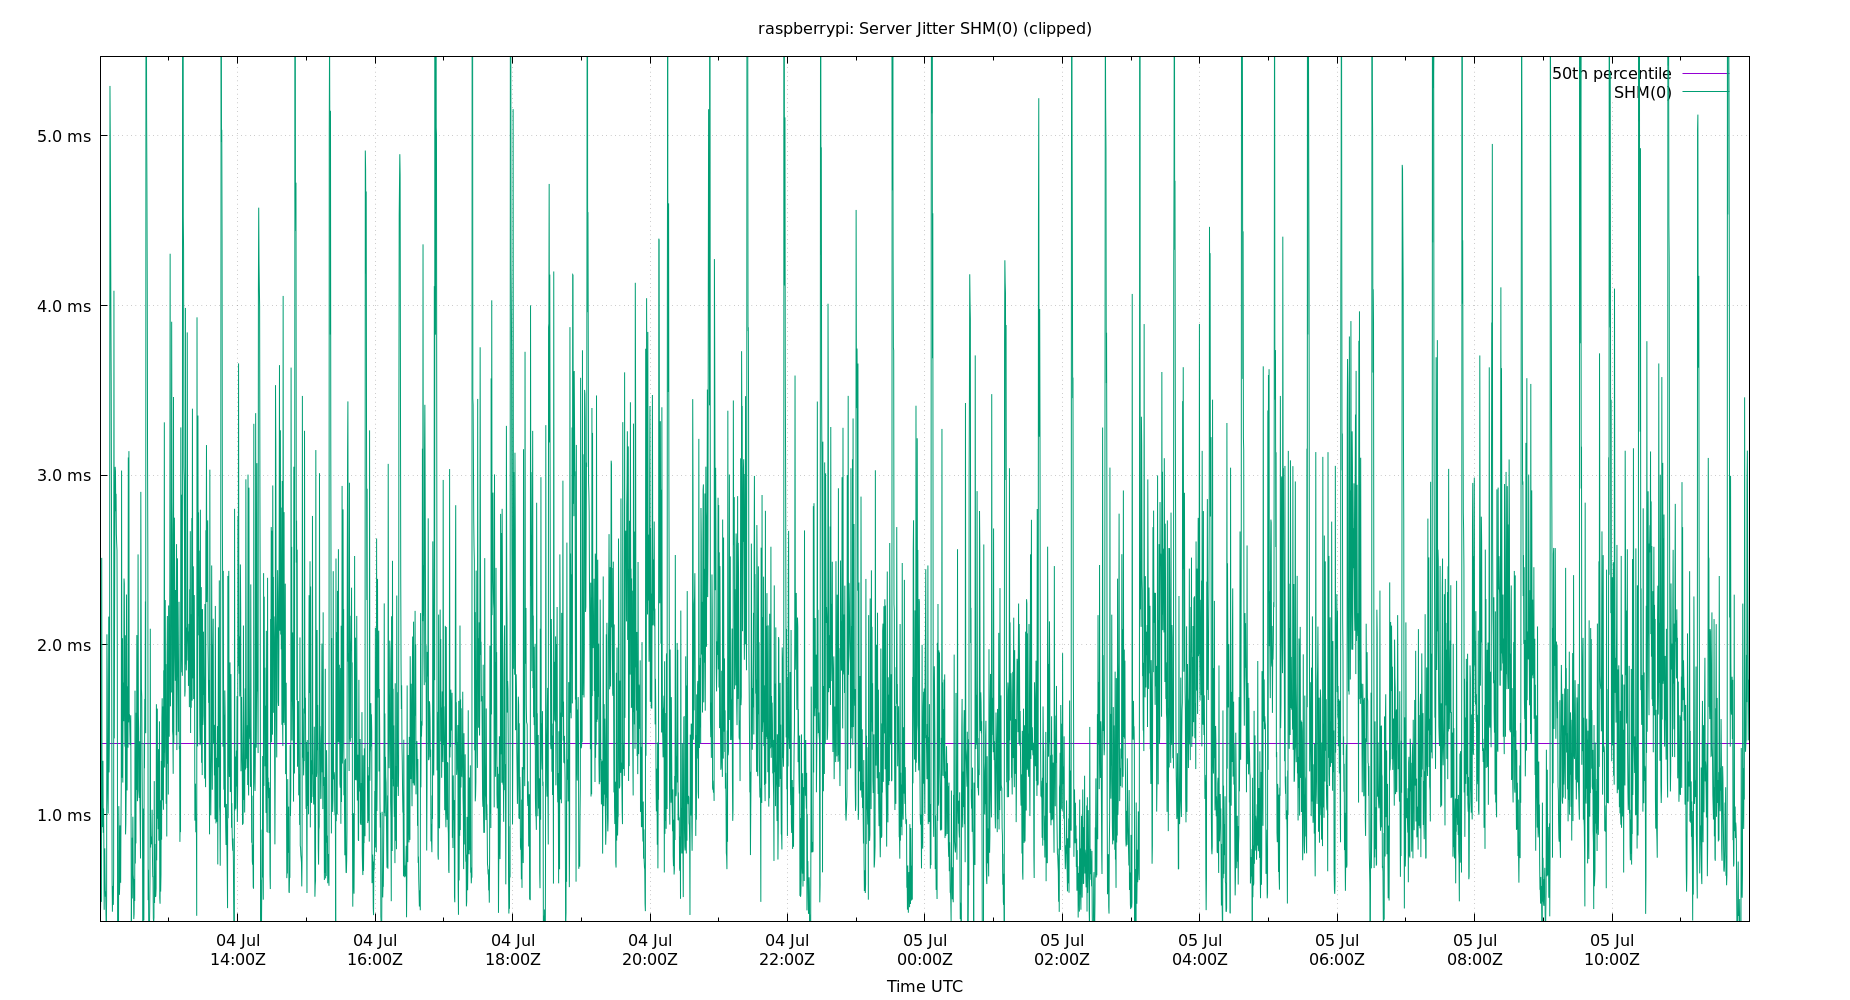 raspberrypi: Server Jitter SHM(0) (clipped)
50th percentile
SHM(0)
5.0 ms
4.0 ms
3.0 ms
2.0 ms
1.0 ms
04 Jul 04 Jul 04 Jul 04 Jul 04 Jul 05 Jul 05 Jul 05 Jul 05 Jul 05 Jul 05 Jul
14:00Z 16:00Z 18:00Z 20:00Z 22:00Z 00:00Z 02:00Z 04:00Z 06:00Z 08:00Z 10:00Z
Time UTC